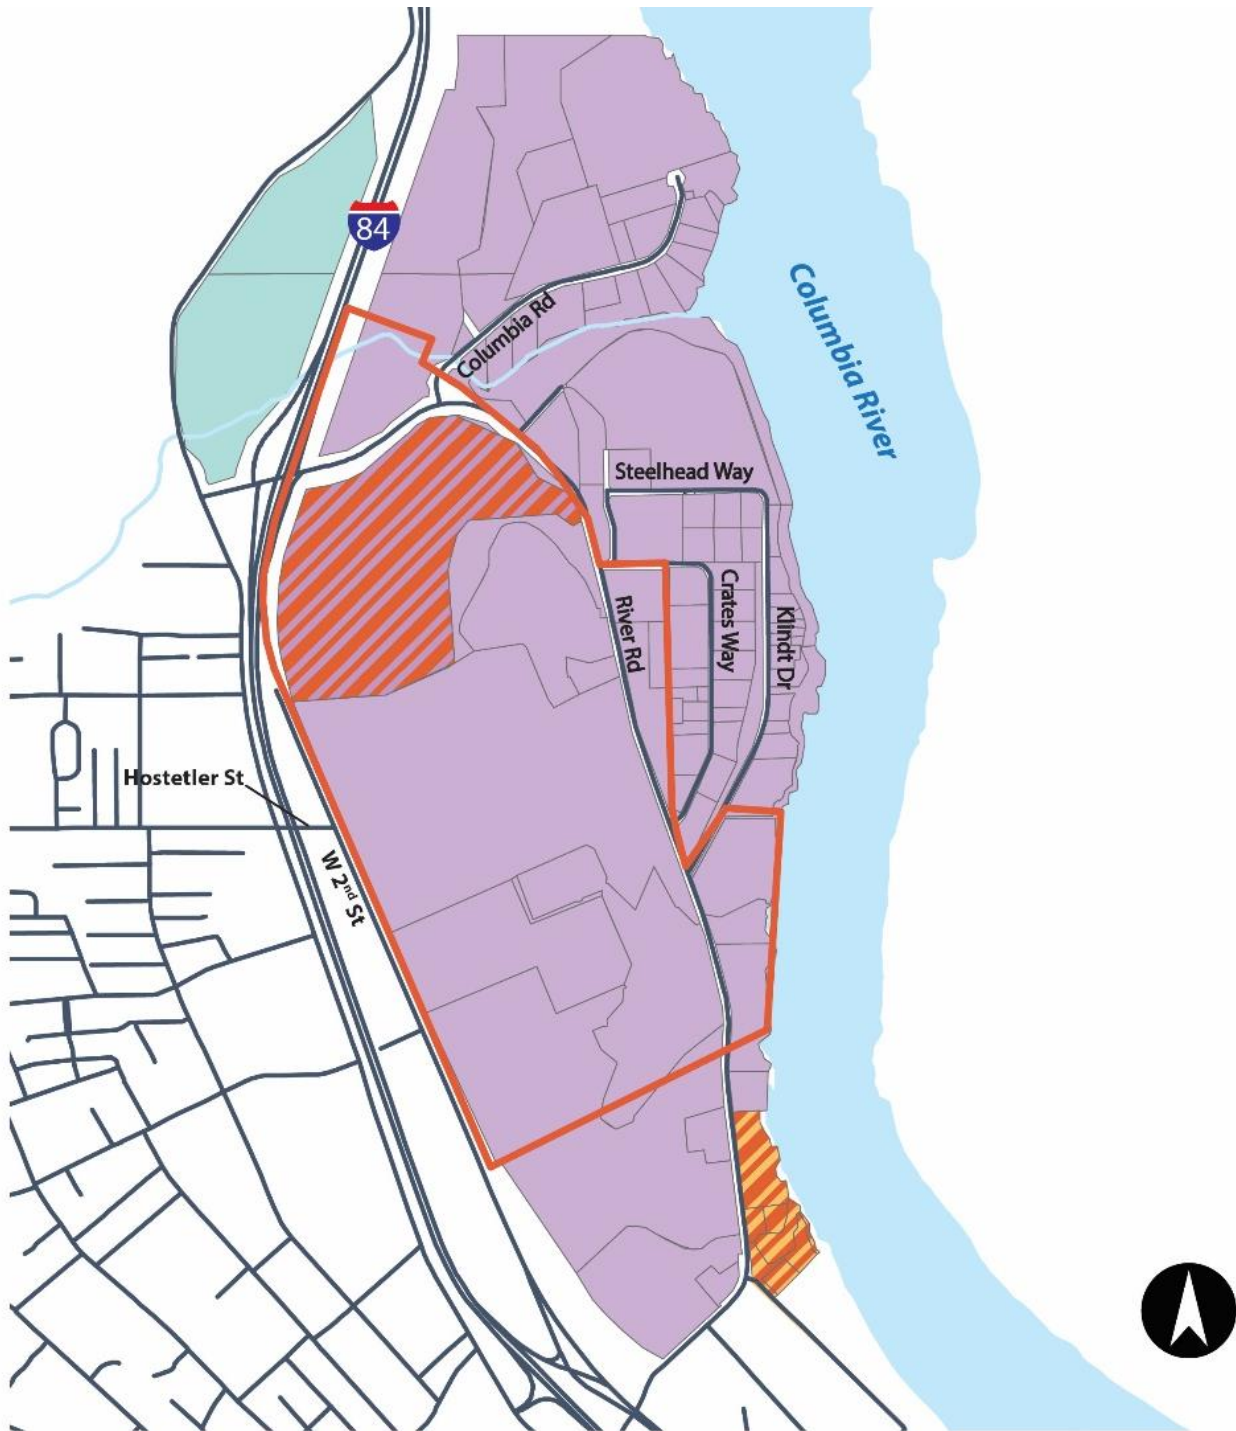 84
Columbia Rd
Columbia River
Steelhead Way
River Rd
Crates Way
Klindt Dr
Hostetler St
W 2nd St